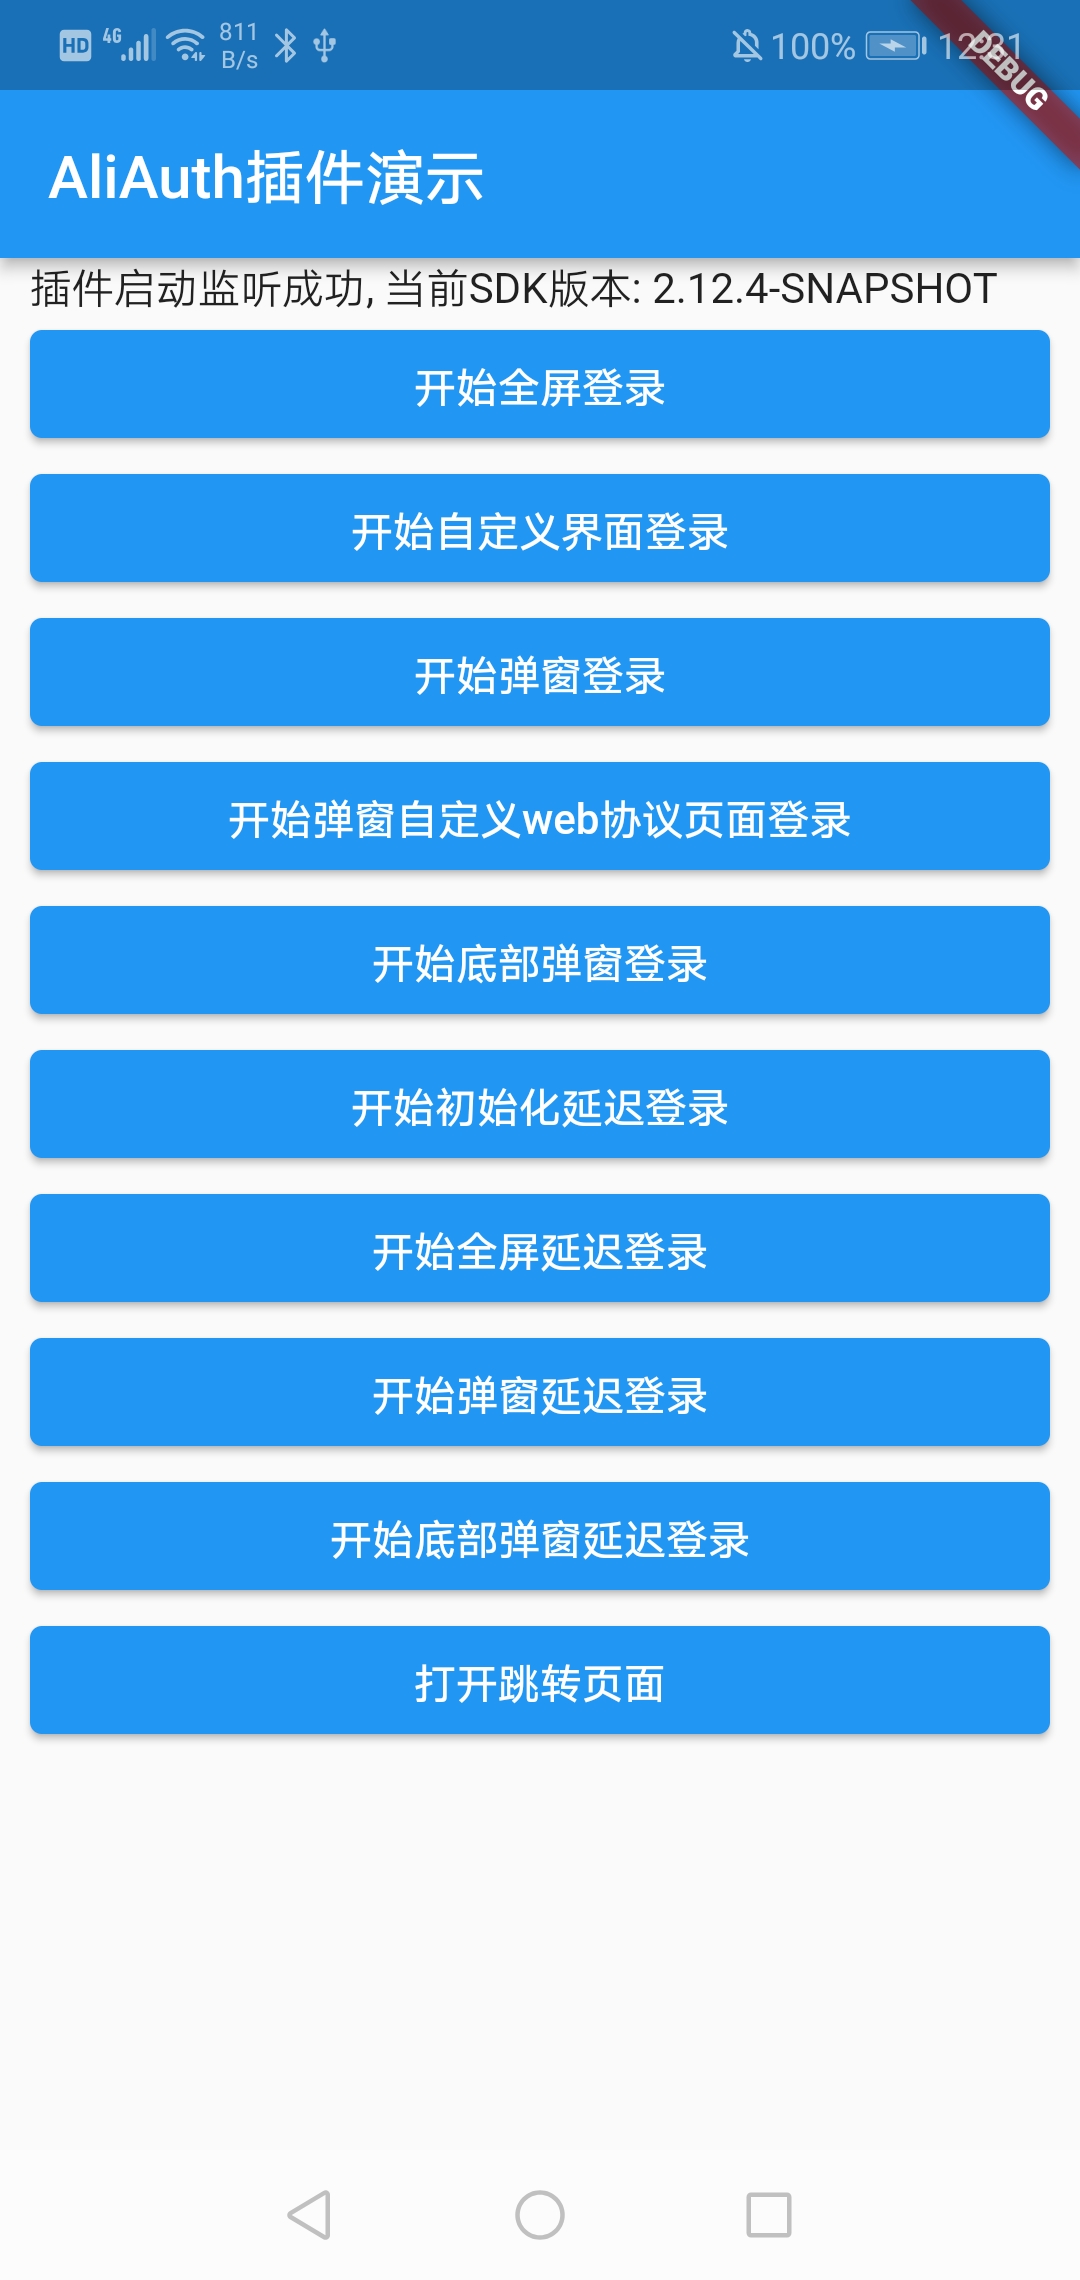 HD 4G 811 B/s 100% 12:31
DEBUG
AliAuth插件演示
插件启动监听成功, 当前SDK版本: 2.12.4-SNAPSHOT
开始全屏登录
开始自定义界面登录
开始弹窗登录
开始弹窗自定义web协议页面登录
开始底部弹窗登录
开始初始化延迟登录
开始全屏延迟登录
开始弹窗延迟登录
开始底部弹窗延迟登录
打开跳转页面